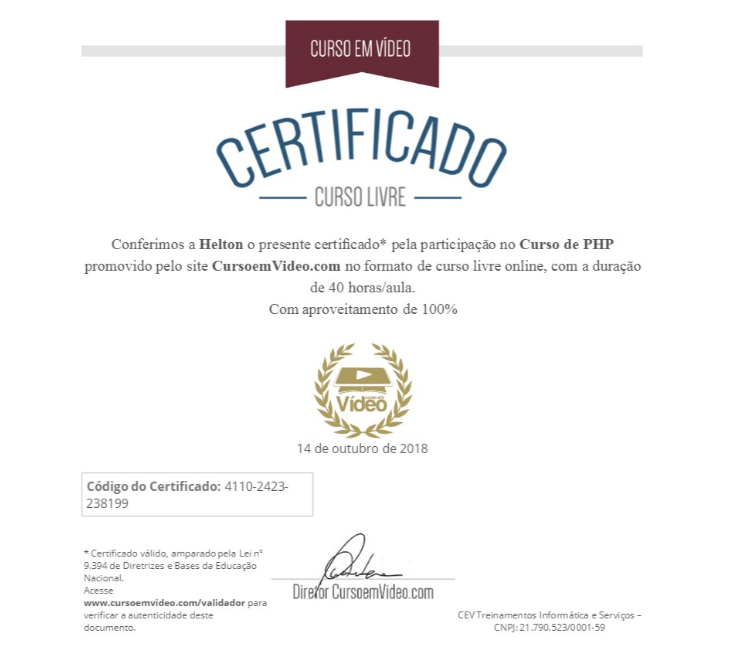 CURSO EM VÍDEO
CERTIFICADO
CURSO LIVRE
Conferimos a Helton o presente certificado* pela participação no Curso de PHP
promovido pelo site CursoemVideo.com no formato de curso livre online, com a duração
de 40 horas/aula.
Com aproveitamento de 100%
Vídeo
14 de outubro de 2018
Código do Certificado: 4110-2423-
238199
* Certificado válido, amparado pela Lei nº
9.394 de Diretrizes e Bases da Educação
Nacional.
Acesse
www.cursoemvideo.com/validador para
verificar a autenticidade deste
documento.
Diretor CursoemVideo.com
CEV Treinamentos Informática e Serviços –
CNPJ: 21.790.523/0001-59